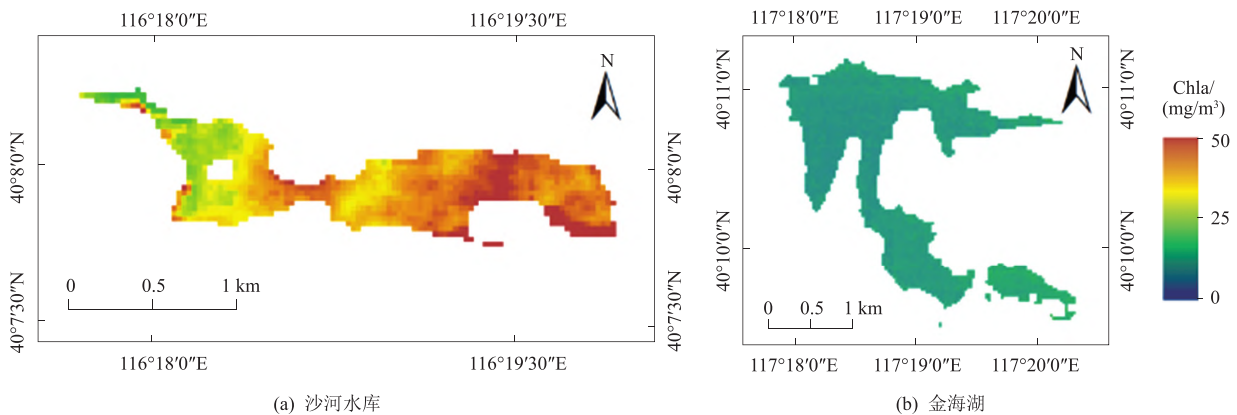 116°18′0″E 116°19′30″E
N
40°8′0″N
40°8′0″N
0 0.5 1 km
40°7′30″N
40°7′30″N
116°18′0″E 116°19′30″E
(a) 沙河水库
117°18′0″E 117°19′0″E 117°20′0″E
N
40°11′0″N
40°11′0″N
40°10′0″N
40°10′0″N
0 0.5 1 km
117°18′0″E 117°19′0″E 117°20′0″E
(b) 金海湖
Chla/
(mg/m³)
50
25
0